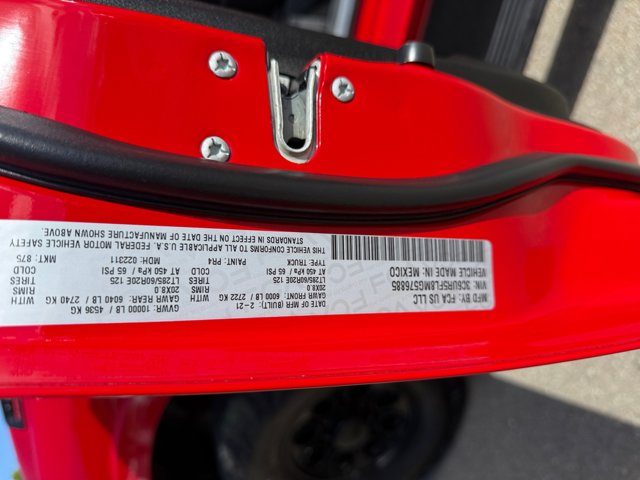 MFD BY: FCA US LLC
DATE OF MFR (BUILT): 2-21
GVWR: 10000 LB / 4536 KG
GAWR FRONT: 6000 LB / 2722 KG
GAWR REAR: 6040 LB / 2740 KG
WITH
20X8.0
RIMS
20X8.0
RIMS
WITH
LT285/60R20E 125
TIRES
LT285/60R20E 125
TIRES
AT 450 kPa / 65 PSI
COLD
AT 450 kPa / 65 PSI
COLD
VIN: 3C6UR5FL8MG576885
TYPE: TRUCK
PAINT: PR4
MDH: 022311
MKT: 875
VEHICLE MADE IN: MEXICO
THIS VEHICLE CONFORMS TO ALL APPLICABLE U.S.A. FEDERAL MOTOR VEHICLE SAFETY
STANDARDS IN EFFECT ON THE DATE OF MANUFACTURE SHOWN ABOVE.